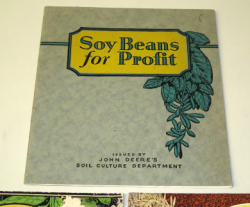 Soy Beans
for Profit
ISSUED BY
JOHN DEERE'S
SOIL CULTURE DEPARTMENT